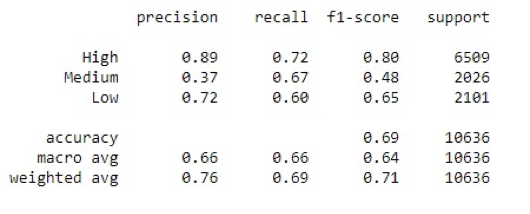 precision recall f1-score support
High 0.89 0.72 0.80 6509
Medium 0.37 0.67 0.48 2026
Low 0.72 0.60 0.65 2101
accuracy 0.69 10636
macro avg 0.66 0.66 0.64 10636
weighted avg 0.76 0.69 0.71 10636